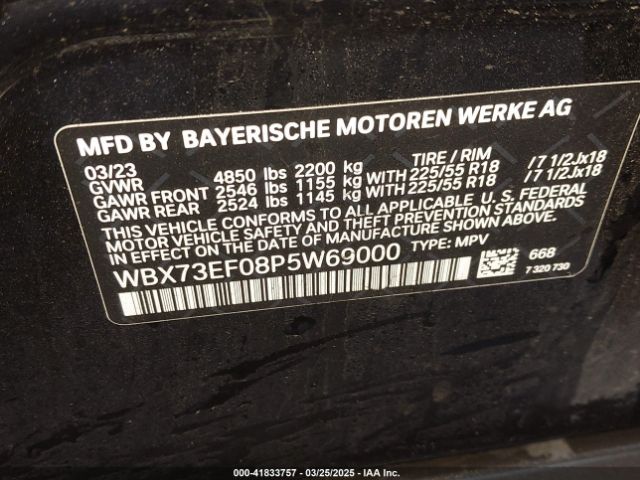 MFD BY BAYERISCHE MOTOREN WERKE AG
03/23 TIRE / RIM
GVWR 4850 lbs 2200 kg
GAWR FRONT 2546 lbs 1155 kg WITH 225/55 R18 /7 1/2Jx18
GAWR REAR 2524 lbs 1145 kg WITH 225/55 R18 /7 1/2Jx18
THIS VEHICLE CONFORMS TO ALL APPLICABLE U. S. FEDERAL
MOTOR VEHICLE SAFETY AND THEFT PREVENTION STANDARDS
IN EFFECT ON THE DATE OF MANUFACTURE SHOWN ABOVE.
WBX73EF08P5W69000 TYPE: MPV
668
7 320 730
000-41833757 - 03/25/2025 - IAA Inc.